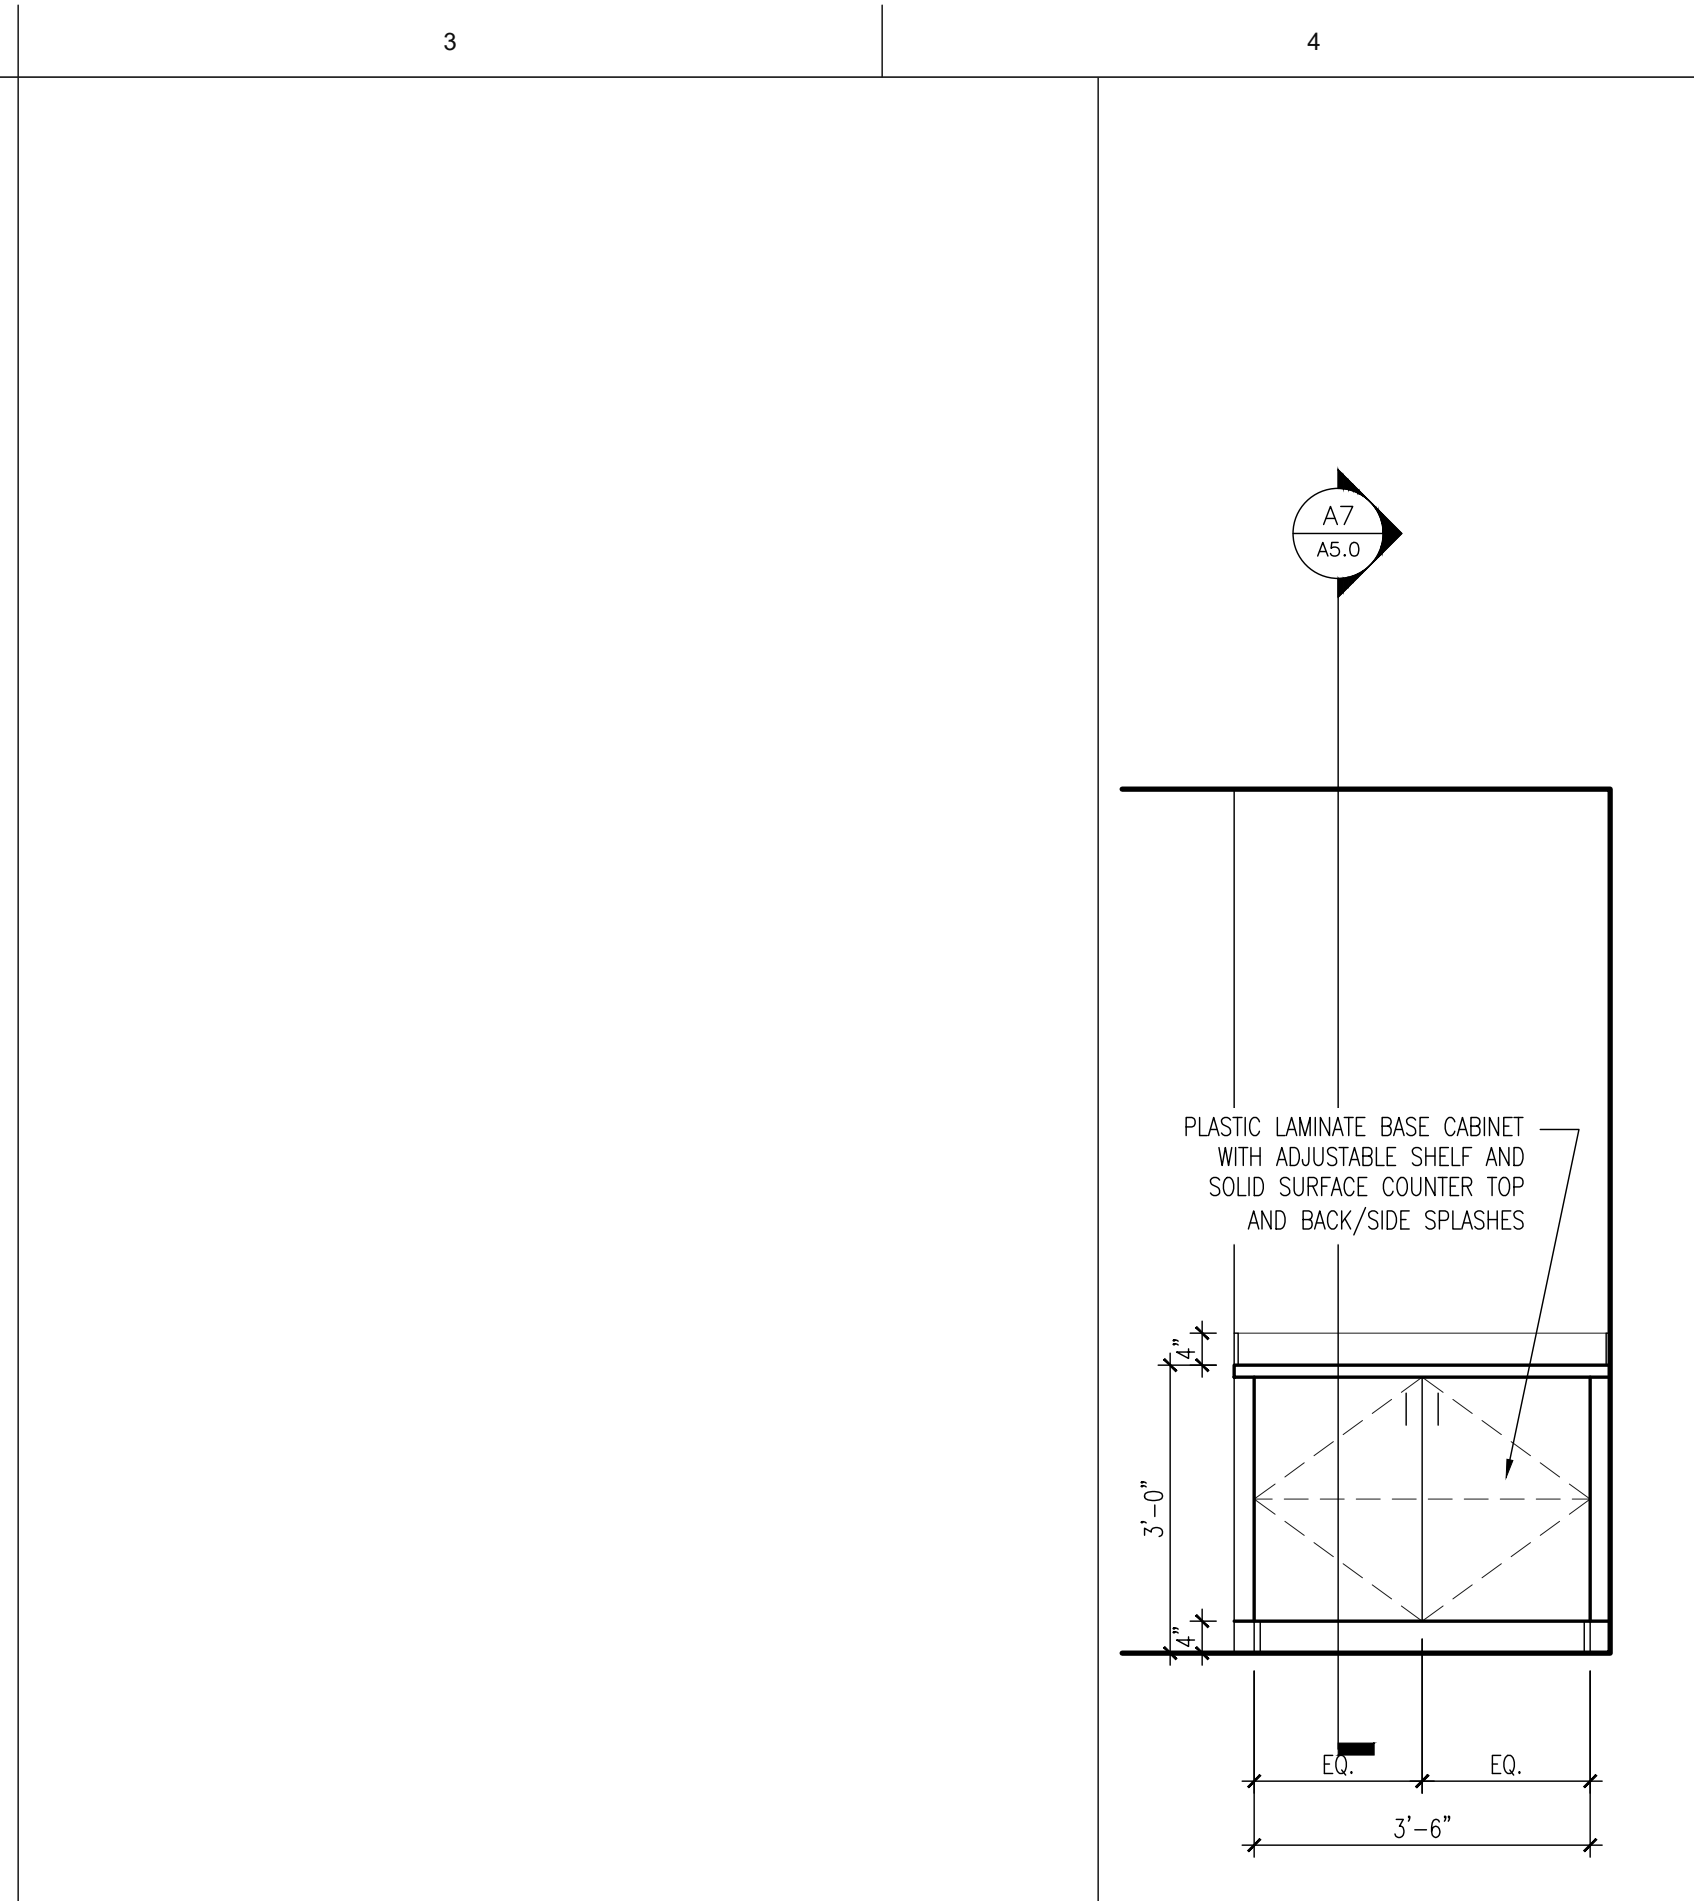 3
4
A7
A5.0
PLASTIC LAMINATE BASE CABINET
WITH ADJUSTABLE SHELF AND
SOLID SURFACE COUNTER TOP
AND BACK/SIDE SPLASHES
4"
3'-0"
4"
EQ.
EQ.
3'-6"